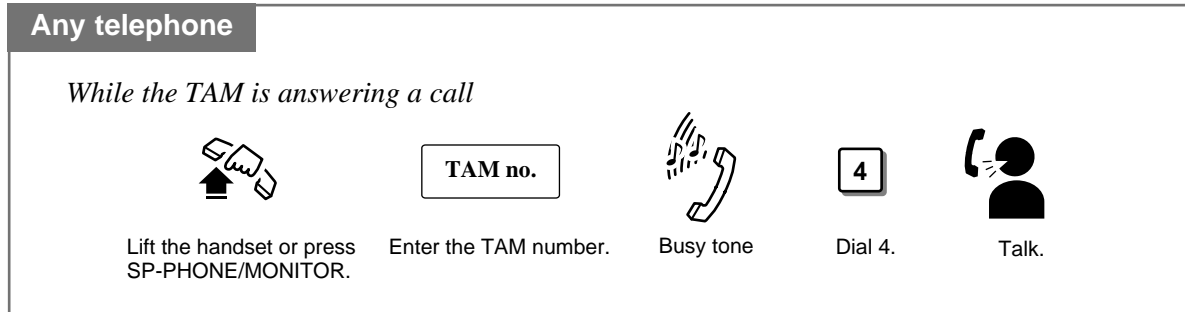 Any telephone
While the TAM is answering a call
TAM no.
4
Lift the handset or press
SP-PHONE/MONITOR.
Enter the TAM number.
Busy tone
Dial 4.
Talk.